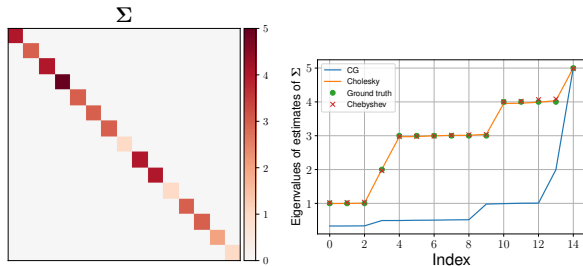 Σ
5
4
3
2
1
0
Eigenvalues of estimates of Σ
5
4
3
2
1
CG
Cholesky
Ground truth
Chebyshev
0 2 4 6 8 10 12 14
Index